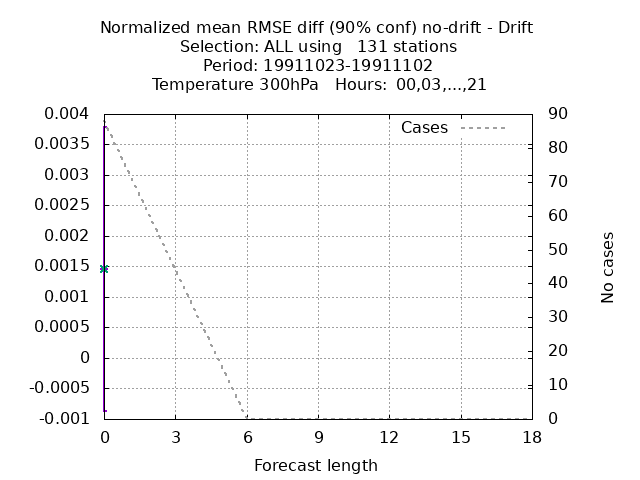 Normalized mean RMSE diff (90% conf) no-drift - Drift
Selection: ALL using   131 stations
Period: 19911023-19911102
Temperature 300hPa   Hours: 00,03,...,21
0.004
0.0035
0.003
0.0025
0.002
0.0015
0.001
0.0005
0
-0.0005
-0.001
Cases
90
80
70
60
50
40
30
20
10
0
No cases
0 3 6 9 12 15 18
Forecast length